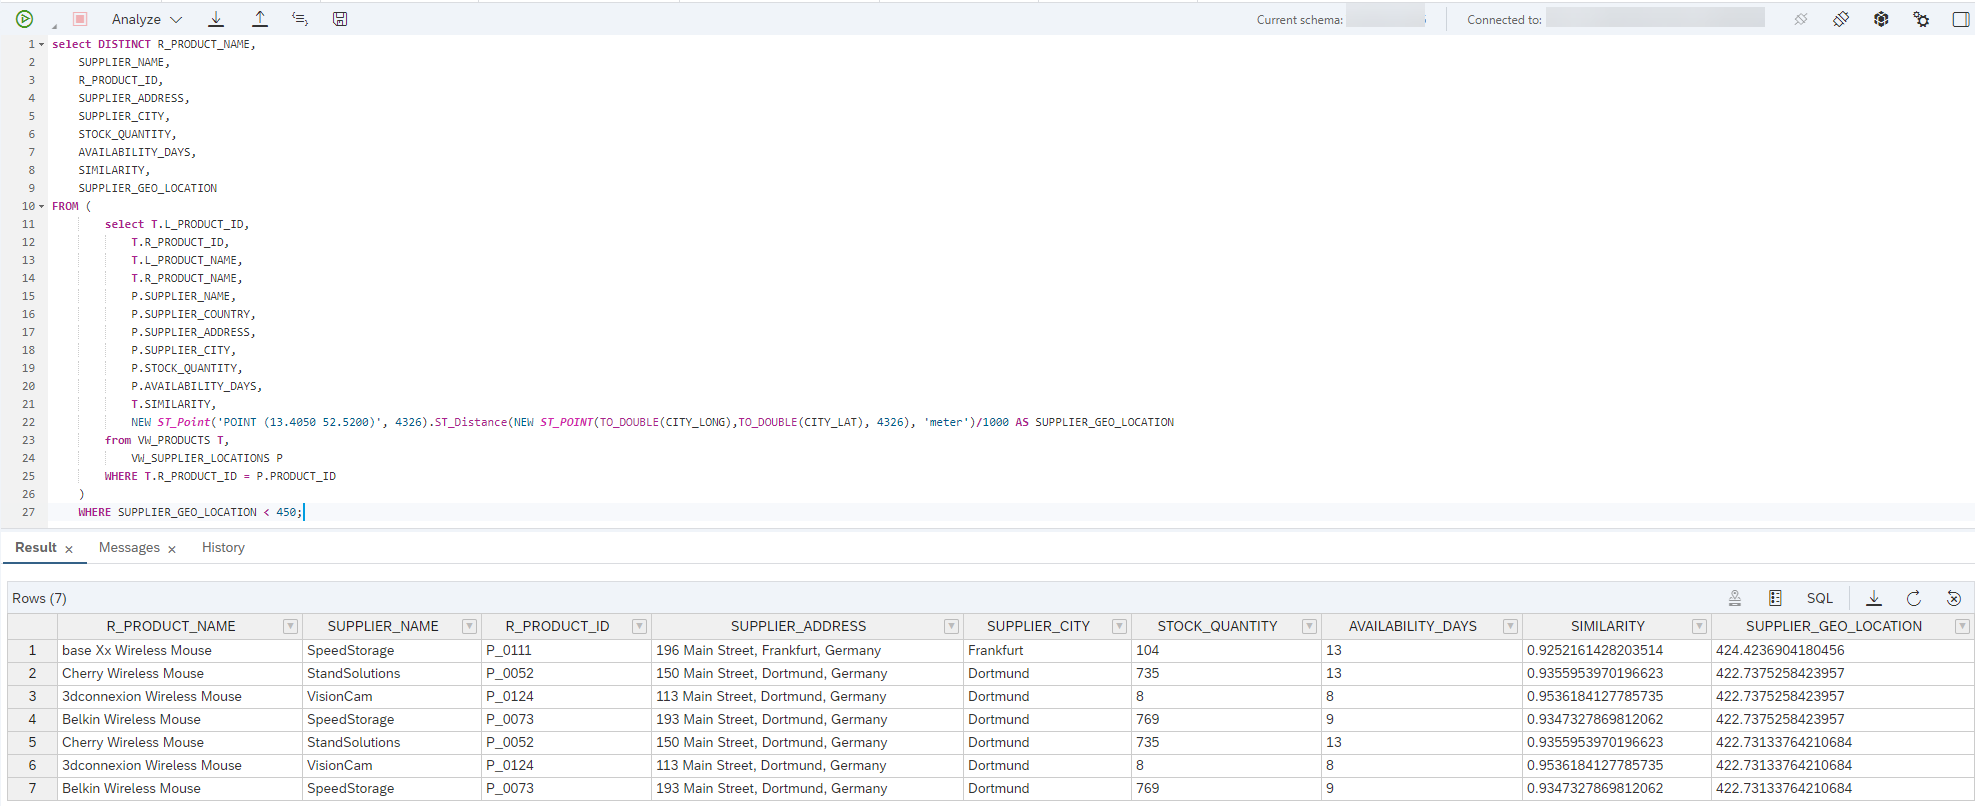 Analyze
Current schema:
Connected to:
1 select DISTINCT R_PRODUCT_NAME,
2 SUPPLIER_NAME,
3 R_PRODUCT_ID,
4 SUPPLIER_ADDRESS,
5 SUPPLIER_CITY,
6 STOCK_QUANTITY,
7 AVAILABILITY_DAYS,
8 SIMILARITY,
9 SUPPLIER_GEO_LOCATION
10 FROM (
11 select T.L_PRODUCT_ID,
12 T.R_PRODUCT_ID,
13 T.L_PRODUCT_NAME,
14 T.R_PRODUCT_NAME,
15 P.SUPPLIER_NAME,
16 P.SUPPLIER_COUNTRY,
17 P.SUPPLIER_ADDRESS,
18 P.SUPPLIER_CITY,
19 P.STOCK_QUANTITY,
20 P.AVAILABILITY_DAYS,
21 T.SIMILARITY,
22 NEW ST_Point('POINT (13.4050 52.5200)', 4326).ST_Distance(NEW ST_POINT(TO_DOUBLE(CITY_LONG),TO_DOUBLE(CITY_LAT), 4326), 'meter')/1000 AS SUPPLIER_GEO_LOCATION
23 from VW_PRODUCTS T,
24 VW_SUPPLIER_LOCATIONS P
25 WHERE T.R_PRODUCT_ID = P.PRODUCT_ID
26 )
27 WHERE SUPPLIER_GEO_LOCATION < 450;
Result × Messages × History
Rows (7)
SQL
R_PRODUCT_NAME SUPPLIER_NAME R_PRODUCT_ID SUPPLIER_ADDRESS SUPPLIER_CITY STOCK_QUANTITY AVAILABILITY_DAYS SIMILARITY SUPPLIER_GEO_LOCATION
1 base Xx Wireless Mouse SpeedStorage P_0111 196 Main Street, Frankfurt, Germany Frankfurt 104 13 0.9252161428203514 424.4236904180456
2 Cherry Wireless Mouse StandSolutions P_0052 150 Main Street, Dortmund, Germany Dortmund 735 13 0.9355953970196623 422.7375258423957
3 3dconnexion Wireless Mouse VisionCam P_0124 113 Main Street, Dortmund, Germany Dortmund 8 8 0.9536184127785735 422.7375258423957
4 Belkin Wireless Mouse SpeedStorage P_0073 193 Main Street, Dortmund, Germany Dortmund 769 9 0.9347327869812062 422.7375258423957
5 Cherry Wireless Mouse StandSolutions P_0052 150 Main Street, Dortmund, Germany Dortmund 735 13 0.9355953970196623 422.73133764210684
6 3dconnexion Wireless Mouse VisionCam P_0124 113 Main Street, Dortmund, Germany Dortmund 8 8 0.9536184127785735 422.73133764210684
7 Belkin Wireless Mouse SpeedStorage P_0073 193 Main Street, Dortmund, Germany Dortmund 769 9 0.9347327869812062 422.73133764210684